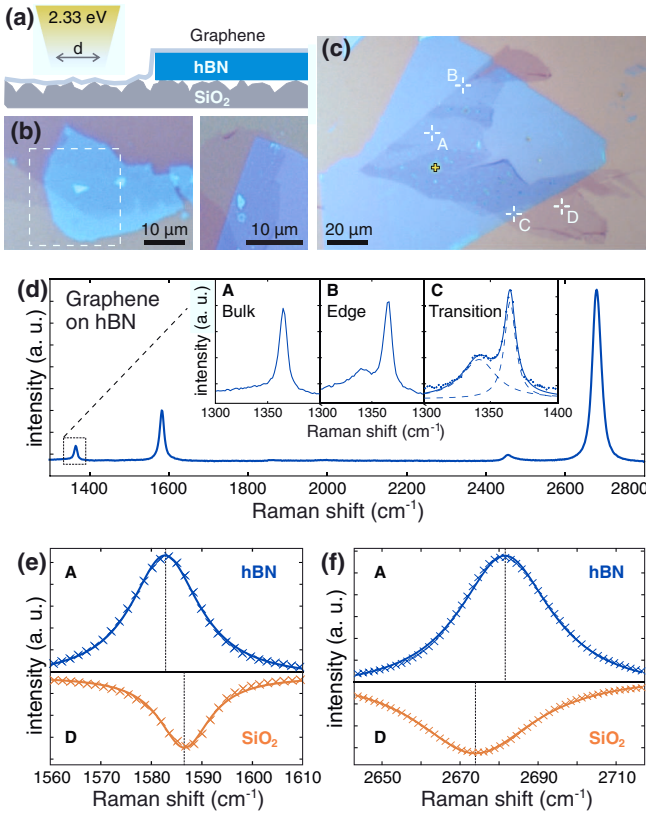 (a)
2.33 eV
d
Graphene
hBN
SiO₂
(b)
10 µm
10 µm
(c)
B
A
C
D
20 µm
(d)
Graphene
on hBN
A
Bulk
B
Edge
C
Transition
intensity (a. u.)
1300 1350 1300 1350 1300 1350 1400
Raman shift (cm⁻¹)
intensity (a. u.)
1400 1600 1800 2000 2200 2400 2600 2800
Raman shift (cm⁻¹)
(e)
A
hBN
D
SiO₂
intensity (a. u.)
1560 1570 1580 1590 1600 1610
Raman shift (cm⁻¹)
(f)
A
hBN
D
SiO₂
intensity (a. u.)
2650 2670 2690 2710
Raman shift (cm⁻¹)